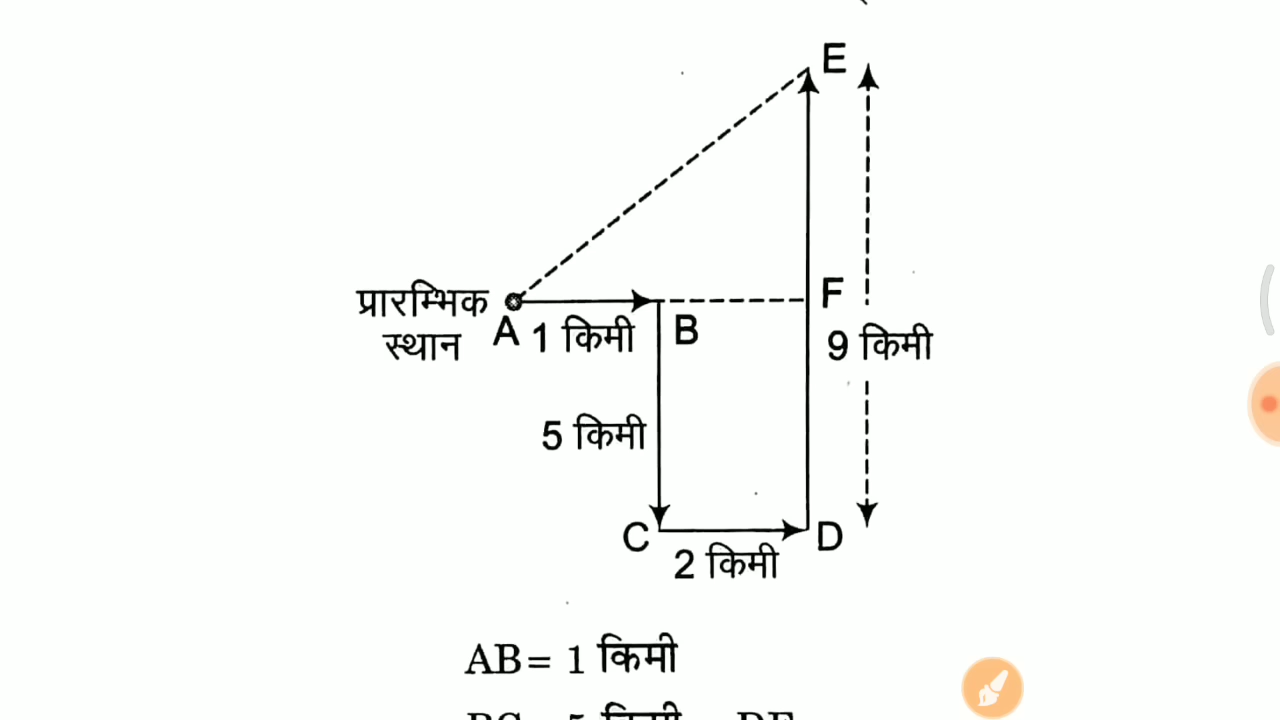 E
प्रारम्भिक
स्थान
A
1 किमी
B
F
9 किमी
5 किमी
C
D
2 किमी
AB= 1 किमी